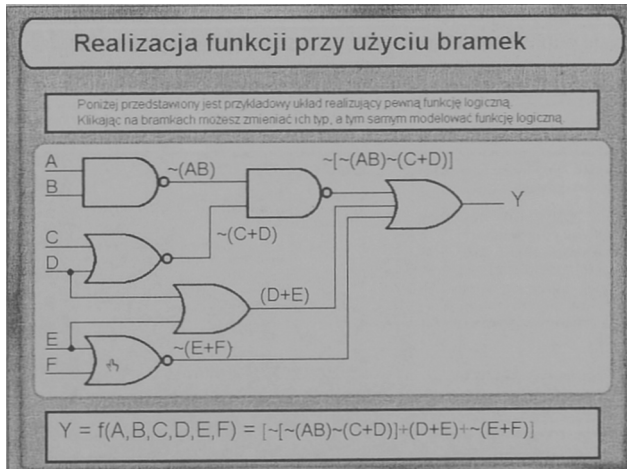 Realizacja funkcji przy użyciu bramek
Poniżej przedstawiony jest przykładowy układ realizujący pewną funkcję logiczną.
Klikając na bramkach możesz zmieniać ich typ, a tym samym modelować funkcję logiczną.
A
B
~(AB)
~[~(AB)~(C+D)]
Y
C
D
~(C+D)
(D+E)
E
F
~(E+F)
Y = f(A,B,C,D,E,F) = [~[~(AB)~(C+D)]+(D+E)+~(E+F)]